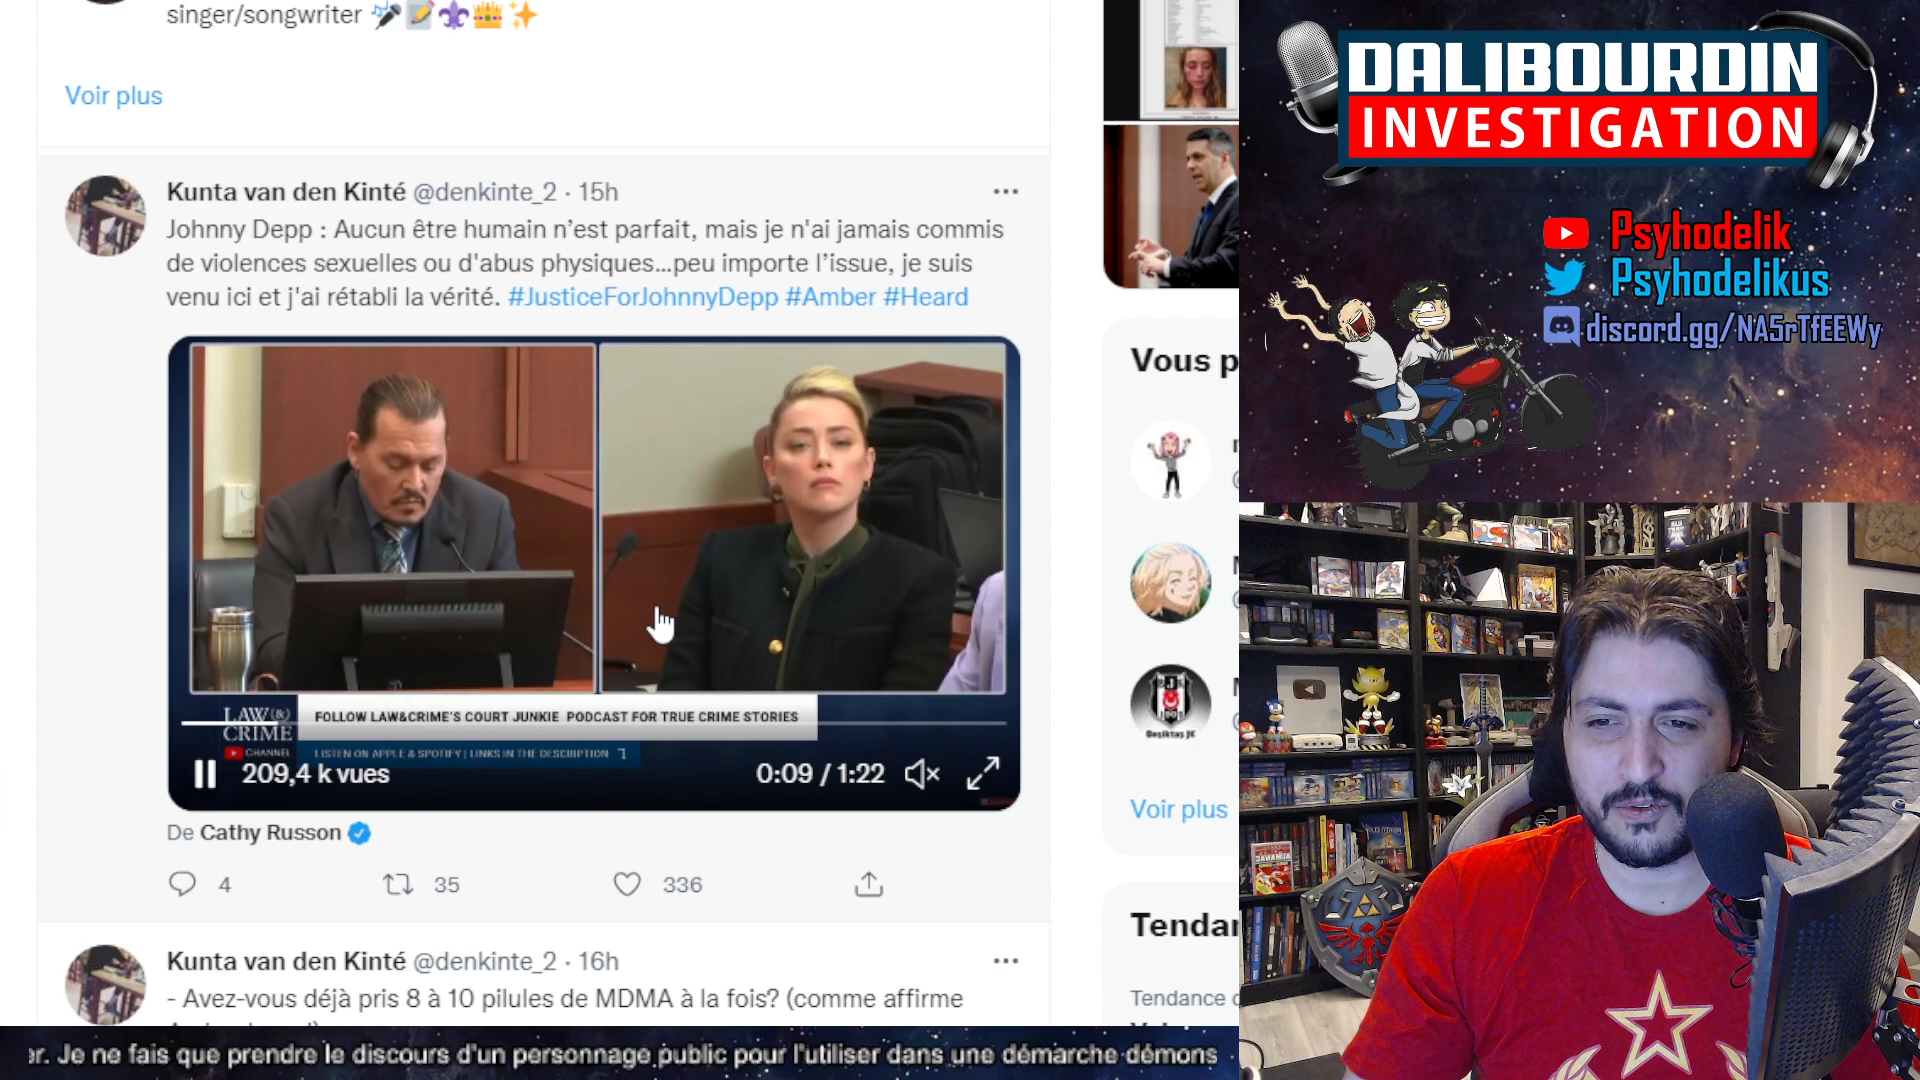 singer/songwriter
Voir plus
Kunta van den Kinté @denkinte_2 · 15h
Johnny Depp : Aucun être humain n’est parfait, mais je n'ai jamais commis
de violences sexuelles ou d'abus physiques...peu importe l’issue, je suis
venu ici et j'ai rétabli la vérité. #JusticeForJohnnyDepp #Amber #Heard
LAW(&)
CRIME
CHANNEL
FOLLOW LAW&CRIME'S COURT JUNKIE PODCAST FOR TRUE CRIME STORIES
LISTEN ON APPLE & SPOTIFY | LINKS IN THE DESCRIPTION
209,4 k vues
0:09 / 1:22
De Cathy Russon
4
35
336
Kunta van den Kinté @denkinte_2 · 16h
- Avez-vous déjà pris 8 à 10 pilules de MDMA à la fois? (comme affirme
Vous p
Beşiktaş JK
Voir plus
Tendan
Tendance
DALIBOURDIN
INVESTIGATION
Psyhodelik
Psyhodelikus
discord.gg/NA5rTfEEWy
er. Je ne fais que prendre le discours d'un personnage public pour l'utiliser dans une démarche démons